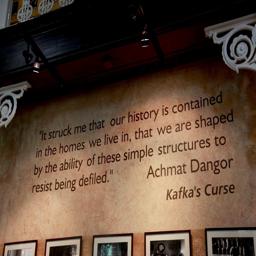 "It struck me that our history is contained
in the homes we live in, that we are shaped
by the ability of these simple structures to
resist being defiled."
Achmat Dangor
Kafka's Curse